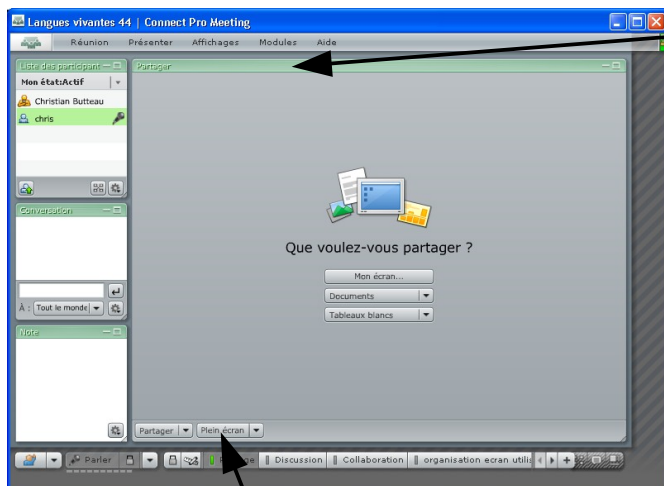 Langues vivantes 44 | Connect Pro Meeting
Réunion Présenter Affichages Modules Aide
Liste des participant
Partager
Mon état:Actif
Christian Butteau
chris
Conversation
Que voulez-vous partager ?
Mon écran...
Documents
Tableaux blancs
À : Tout le monde
Note
Partager Plein écran
Parler Discussion Collaboration organisation ecran utilis